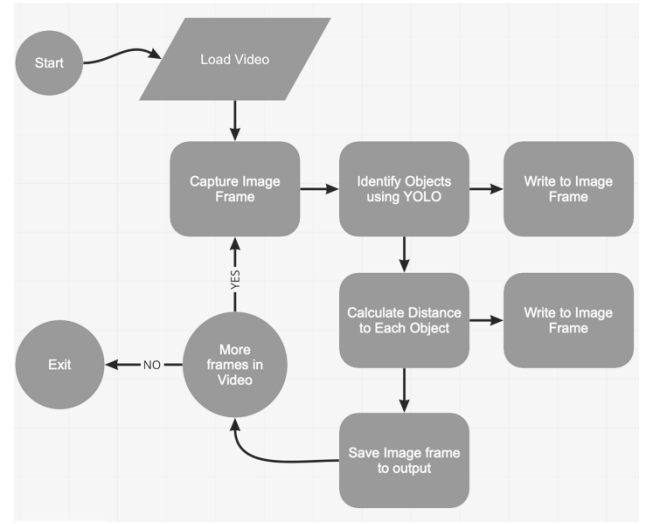 Start
Load Video
Capture Image
Frame
Identify Objects
using YOLO
Write to Image
Frame
YES
Calculate Distance
to Each Object
Write to Image
Frame
Exit
NO
More
frames in
Video
Save Image frame
to output